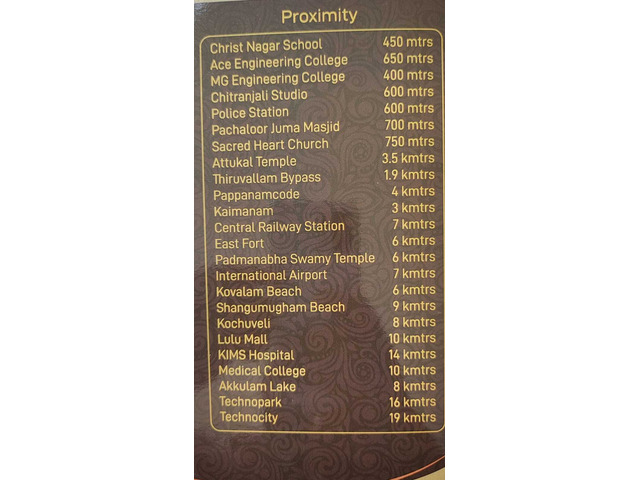 Proximity
Christ Nagar School 450 mtrs
Ace Engineering College 650 mtrs
MG Engineering College 400 mtrs
Chitranjali Studio 600 mtrs
Police Station 600 mtrs
Pachaloor Juma Masjid 700 mtrs
Sacred Heart Church 750 mtrs
Attukal Temple 3.5 kmtrs
Thiruvallam Bypass 1.9 kmtrs
Pappanamcode 4 kmtrs
Kaimanam 3 kmtrs
Central Railway Station 7 kmtrs
East Fort 6 kmtrs
Padmanabha Swamy Temple 6 kmtrs
International Airport 7 kmtrs
Kovalam Beach 6 kmtrs
Shangumugham Beach 9 kmtrs
Kochuveli 8 kmtrs
Lulu Mall 10 kmtrs
KIMS Hospital 14 kmtrs
Medical College 10 kmtrs
Akkulam Lake 8 kmtrs
Technopark 16 kmtrs
Technocity 19 kmtrs